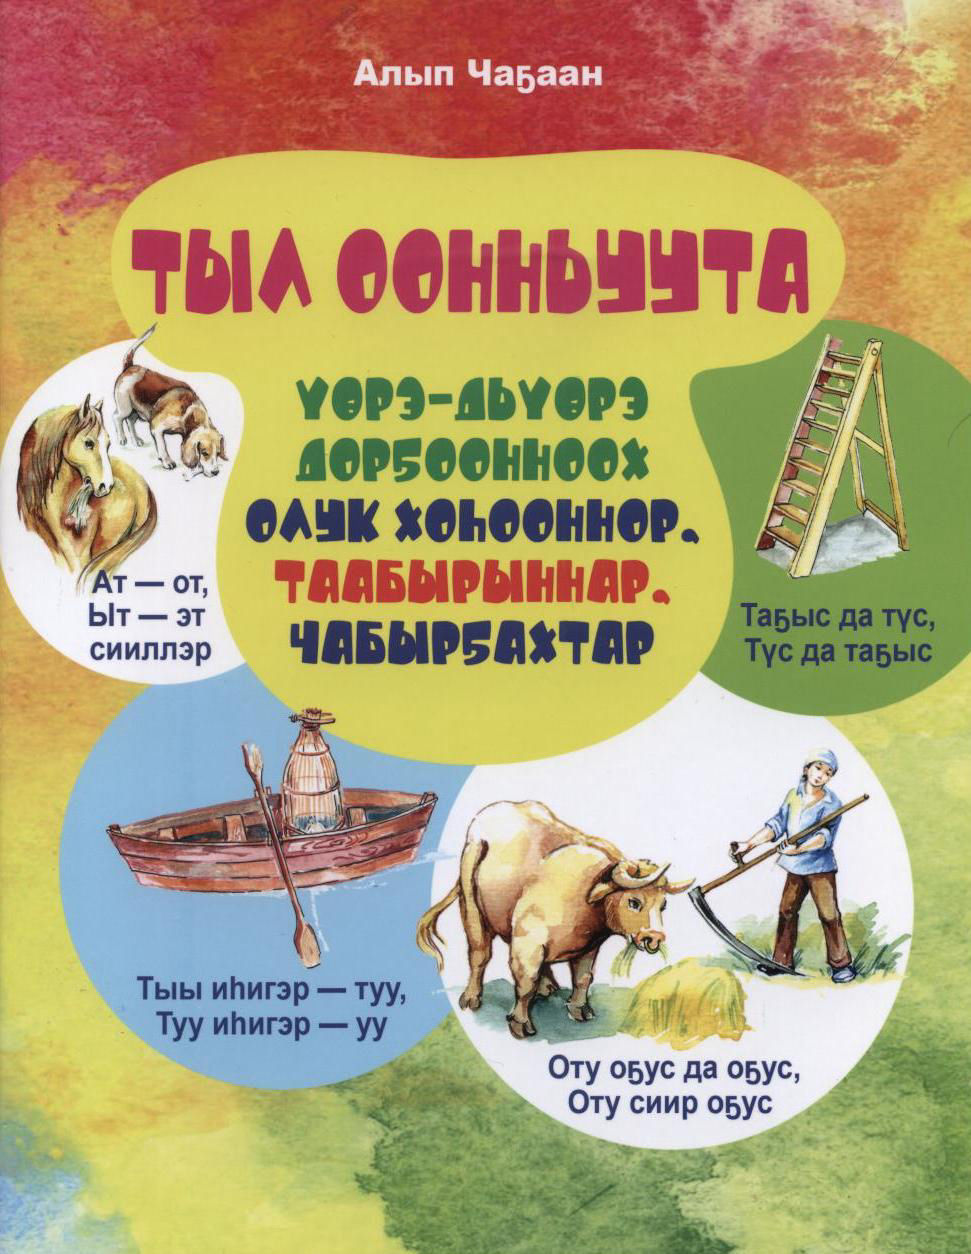 Алып Чаҕаан
ТЫЛ ООННЬУУТА
ҮӨРЭ-ДЬҮӨРЭ
ДОРҔООННООХ
ОЛУК ХОҺООННОР.
ТААБЫРЫННАР.
ЧАБЫРҔАХТАР
Ат — от,
Ыт — эт
сииллэр
Таҕыс да түс,
Түс да таҕыс
Тыы иһигэр — туу,
Туу иһигэр — уу
Оту оҕус да оҕус,
Оту сиир оҕус